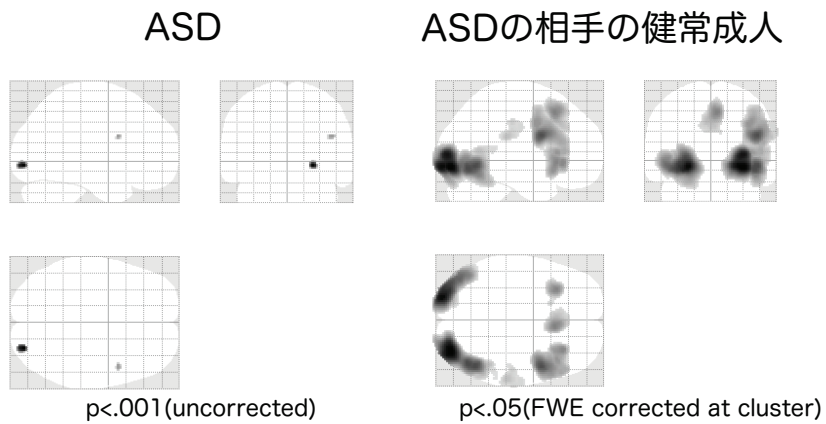 ASD
ASDの相手の健常成人
p<.001(uncorrected)
p<.05(FWE corrected at cluster)